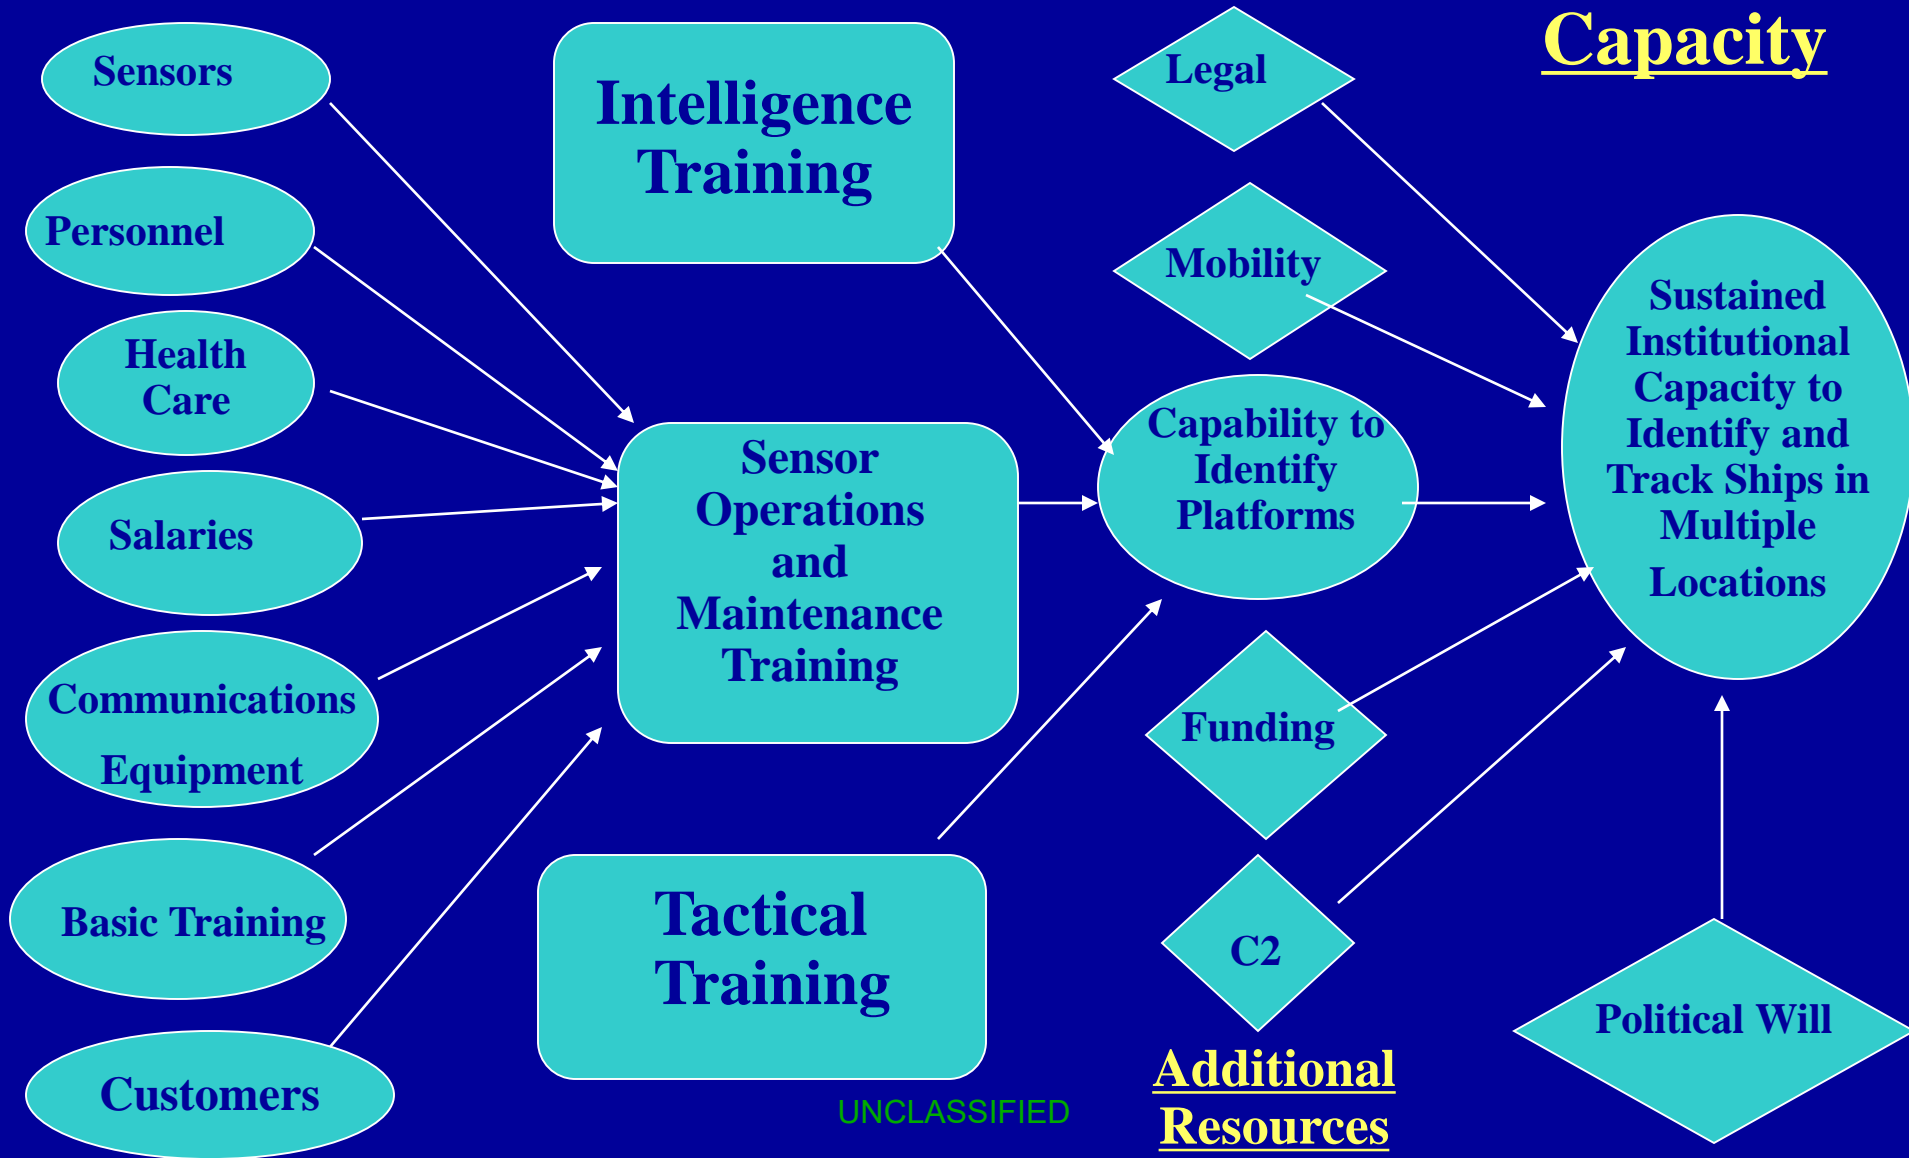 Capacity
Sensors
Personnel
Health
Care
Salaries
Communications
Equipment
Basic Training
Customers
Intelligence
Training
Sensor
Operations
and
Maintenance
Training
Tactical
Training
Legal
Mobility
Capability to
Identify
Platforms
Funding
C2
Additional
Resources
Sustained
Institutional
Capacity to
Identify and
Track Ships in
Multiple
Locations
Political Will
UNCLASSIFIED